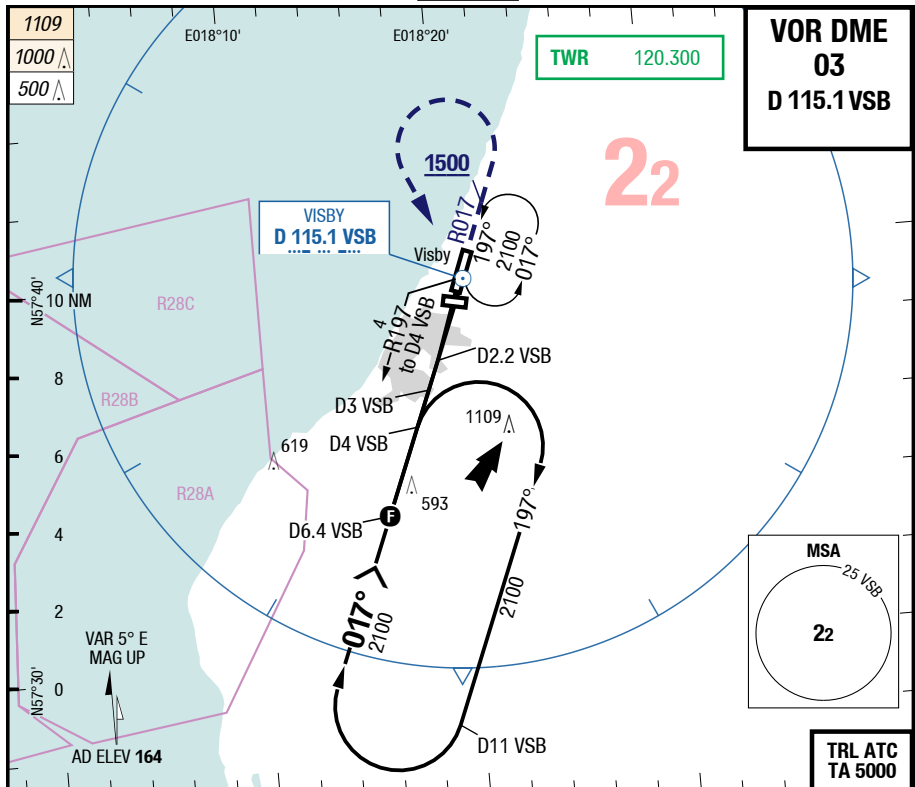 1109
1000
500
E018°10'
E018°20'
TWR 120.300
VOR DME
03
D 115.1 VSB
22
1500
R017
VISBY
D 115.1 VSB
Visby
197°
2100
017°
N57°40'
10 NM
R28C
4
R197
to D4 VSB
D2.2 VSB
8
R28B
D3 VSB
D4 VSB
1109
6
619
R28A
593
197°
4
D6.4 VSB
MSA
25 VSB
22
2
017°
2100
2100
VAR 5° E
MAG UP
N57°30'
0
D11 VSB
AD ELEV 164
TRL ATC
TA 5000